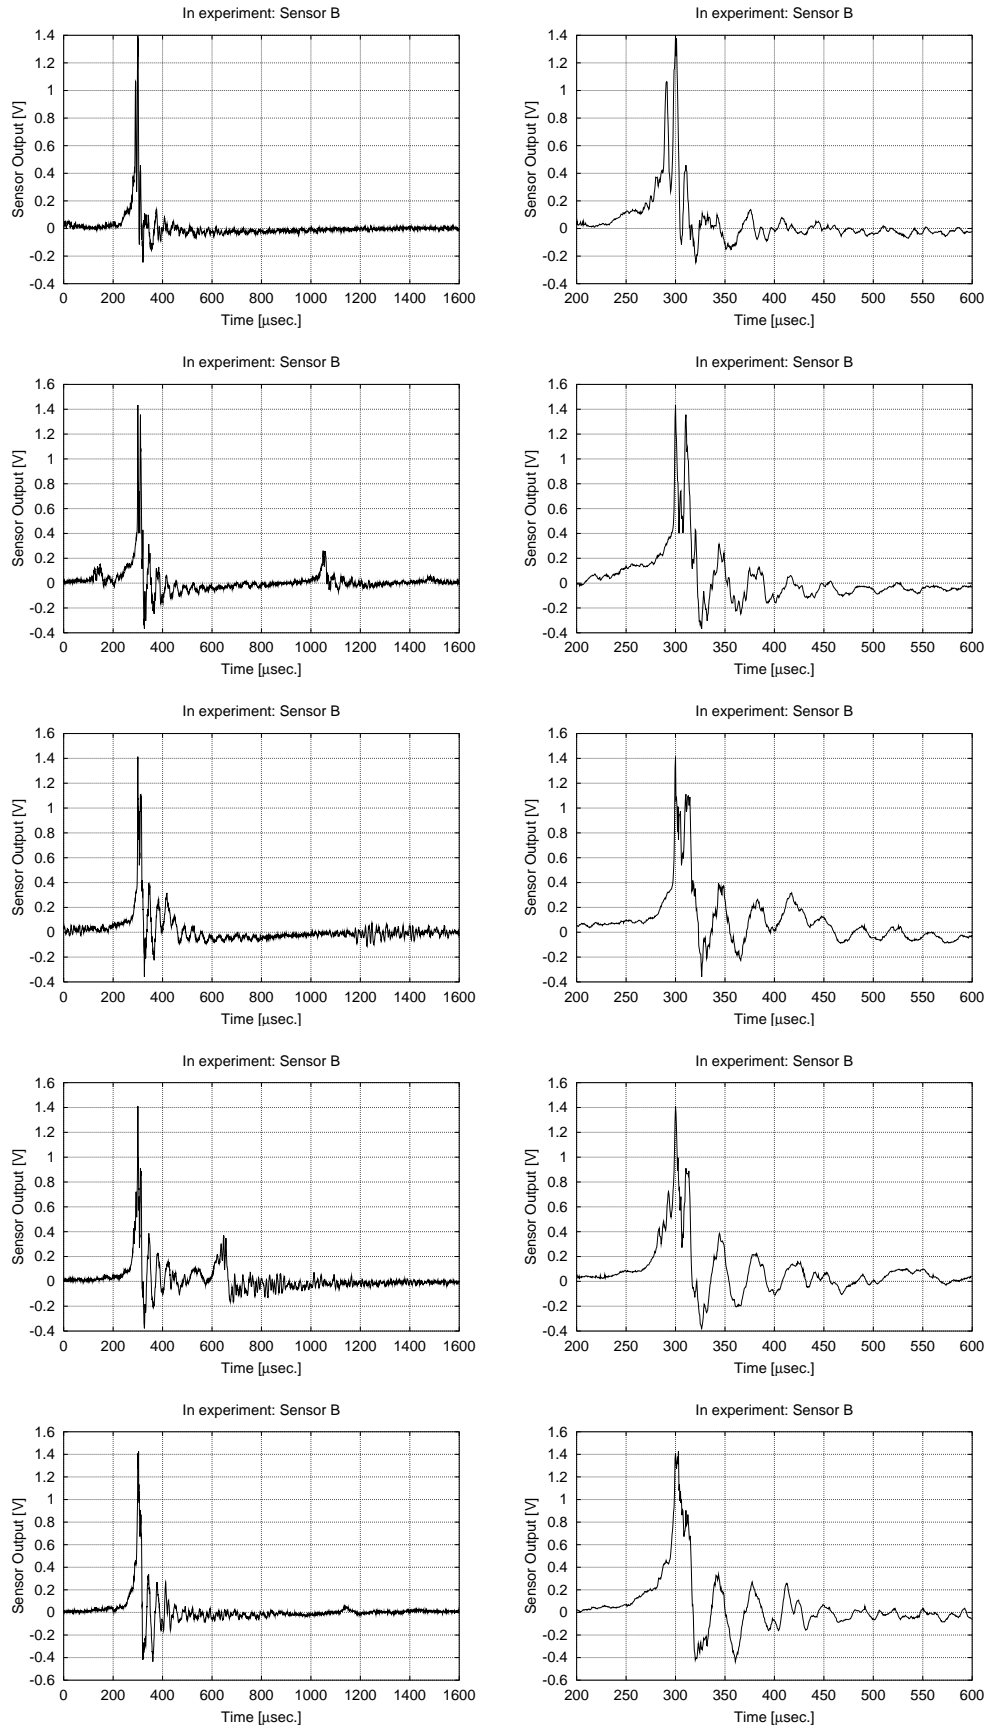 In experiment: Sensor B
Sensor Output [V]
1.4
1.2
1
0.8
0.6
0.4
0.2
0
-0.2
-0.4
0 200 400 600 800 1000 1200 1400 1600
Time [μsec.]
In experiment: Sensor B
Sensor Output [V]
1.4
1.2
1
0.8
0.6
0.4
0.2
0
-0.2
-0.4
200 250 300 350 400 450 500 550 600
Time [μsec.]
In experiment: Sensor B
Sensor Output [V]
1.6
1.4
1.2
1
0.8
0.6
0.4
0.2
0
-0.2
-0.4
0 200 400 600 800 1000 1200 1400 1600
Time [μsec.]
In experiment: Sensor B
Sensor Output [V]
1.6
1.4
1.2
1
0.8
0.6
0.4
0.2
0
-0.2
-0.4
200 250 300 350 400 450 500 550 600
Time [μsec.]
In experiment: Sensor B
Sensor Output [V]
1.6
1.4
1.2
1
0.8
0.6
0.4
0.2
0
-0.2
-0.4
0 200 400 600 800 1000 1200 1400 1600
Time [μsec.]
In experiment: Sensor B
Sensor Output [V]
1.6
1.4
1.2
1
0.8
0.6
0.4
0.2
0
-0.2
-0.4
200 250 300 350 400 450 500 550 600
Time [μsec.]
In experiment: Sensor B
Sensor Output [V]
1.6
1.4
1.2
1
0.8
0.6
0.4
0.2
0
-0.2
-0.4
0 200 400 600 800 1000 1200 1400 1600
Time [μsec.]
In experiment: Sensor B
Sensor Output [V]
1.6
1.4
1.2
1
0.8
0.6
0.4
0.2
0
-0.2
-0.4
200 250 300 350 400 450 500 550 600
Time [μsec.]
In experiment: Sensor B
Sensor Output [V]
1.6
1.4
1.2
1
0.8
0.6
0.4
0.2
0
-0.2
-0.4
-0.6
0 200 400 600 800 1000 1200 1400 1600
Time [μsec.]
In experiment: Sensor B
Sensor Output [V]
1.6
1.4
1.2
1
0.8
0.6
0.4
0.2
0
-0.2
-0.4
-0.6
200 250 300 350 400 450 500 550 600
Time [μsec.]